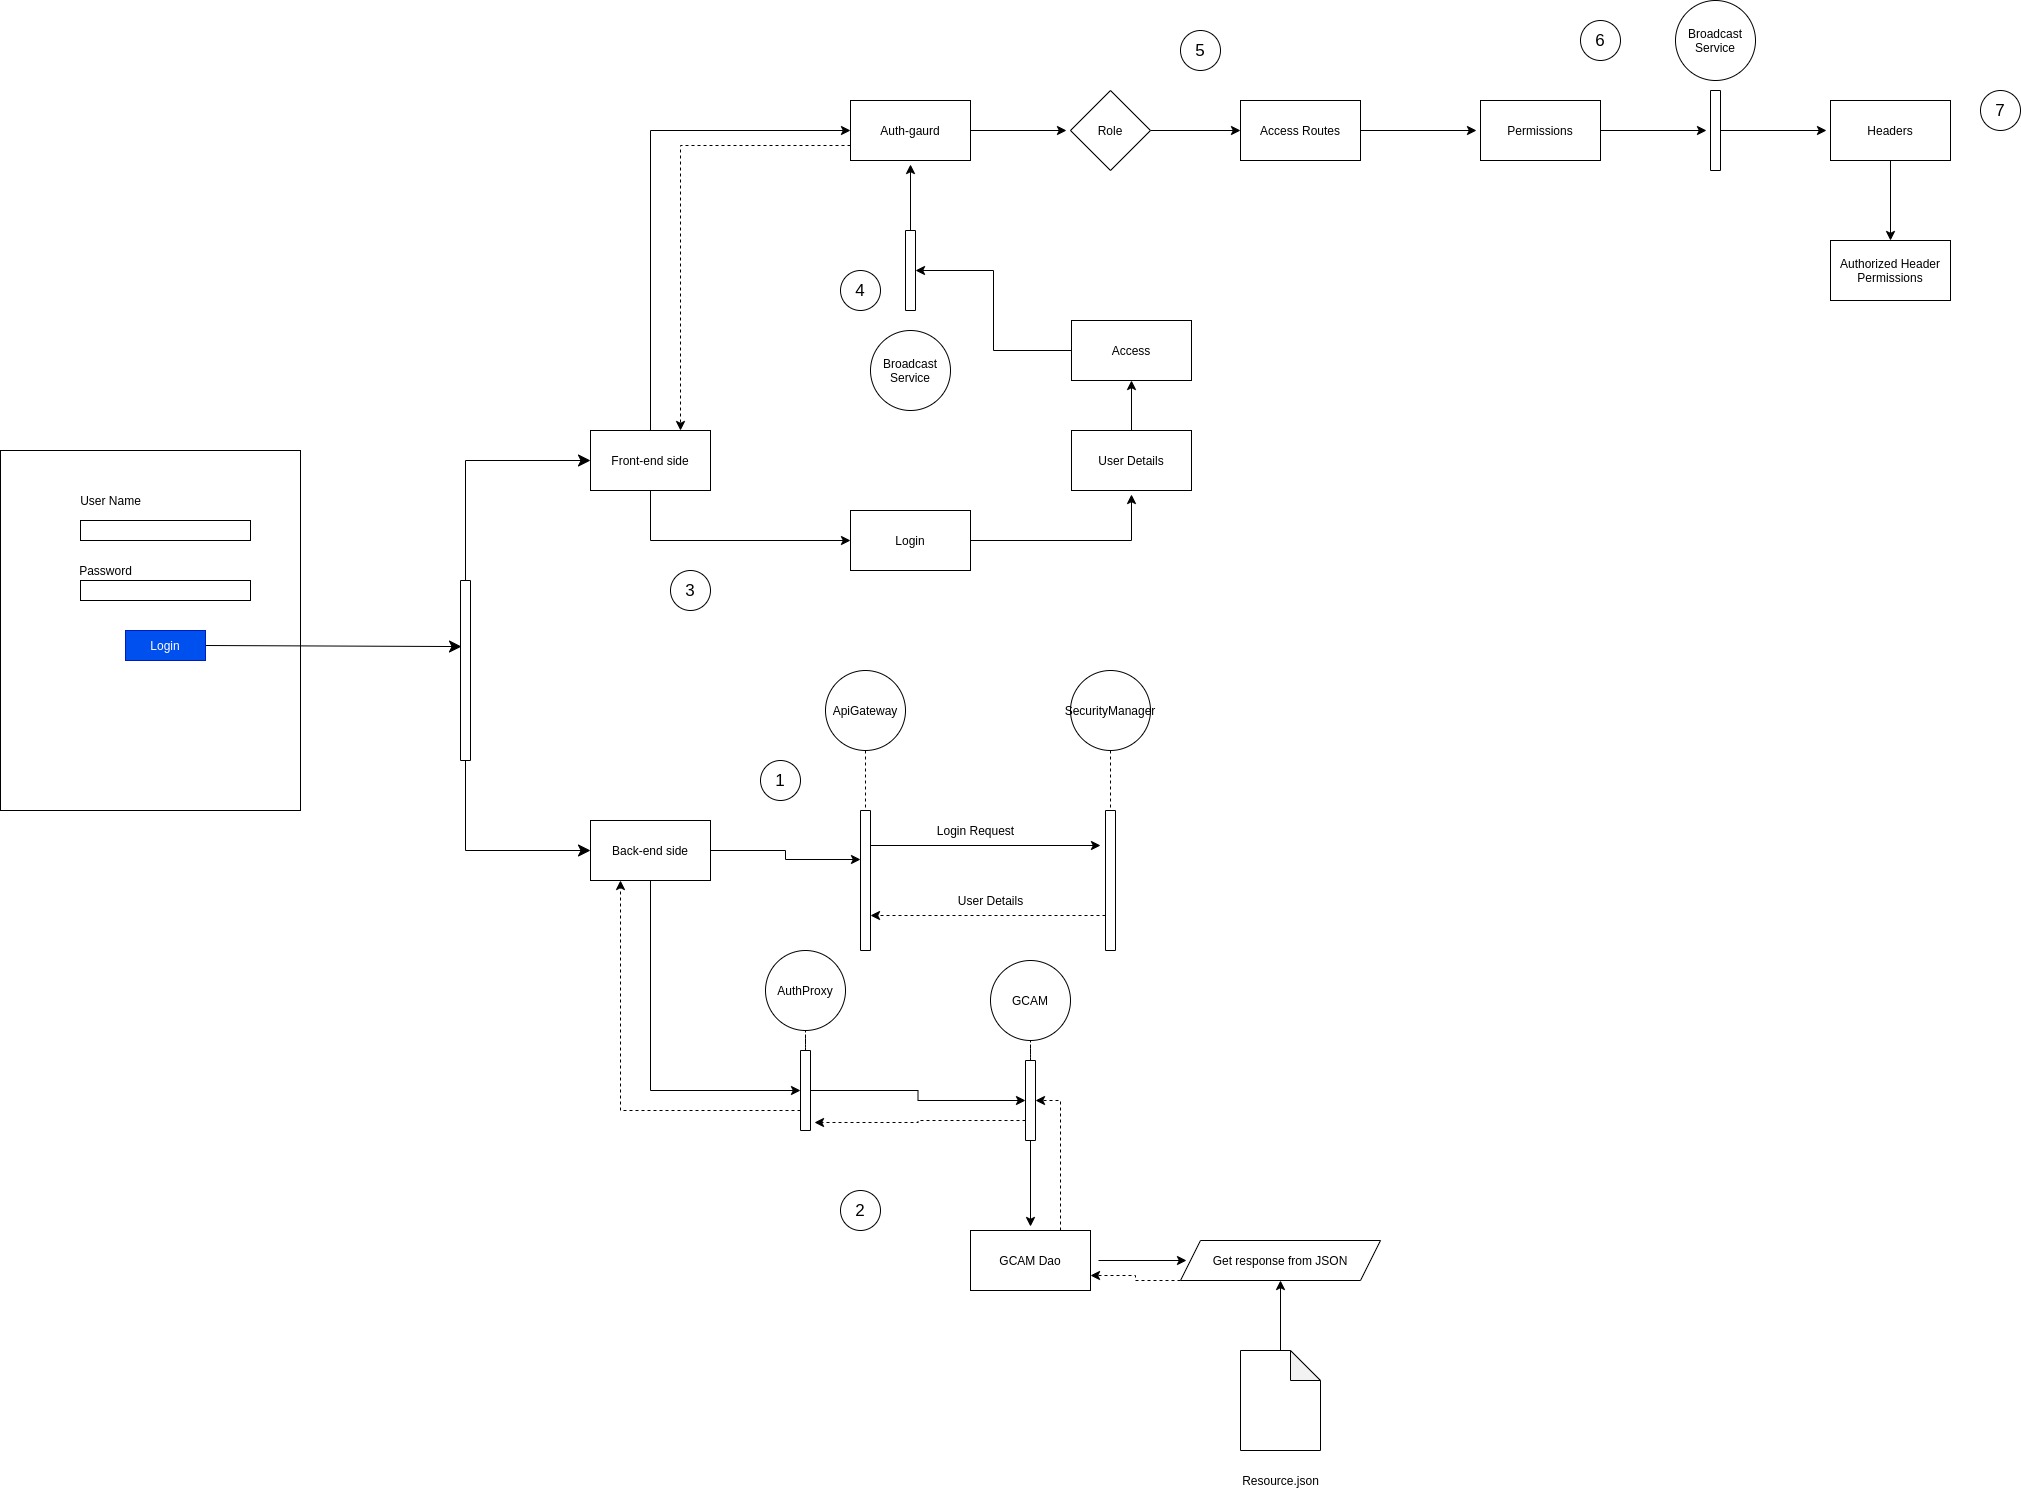 Broadcast
Service
6
5
7
Auth-gaurd
Role
Access Routes
Permissions
Headers
Authorized Header
Permissions
4
Broadcast
Service
Access
Front-end side
User Details
User Name
Login
Password
3
Login
ApiGateway
SecurityManager
1
Login Request
Back-end side
User Details
AuthProxy
GCAM
2
GCAM Dao
Get response from JSON
Resource.json